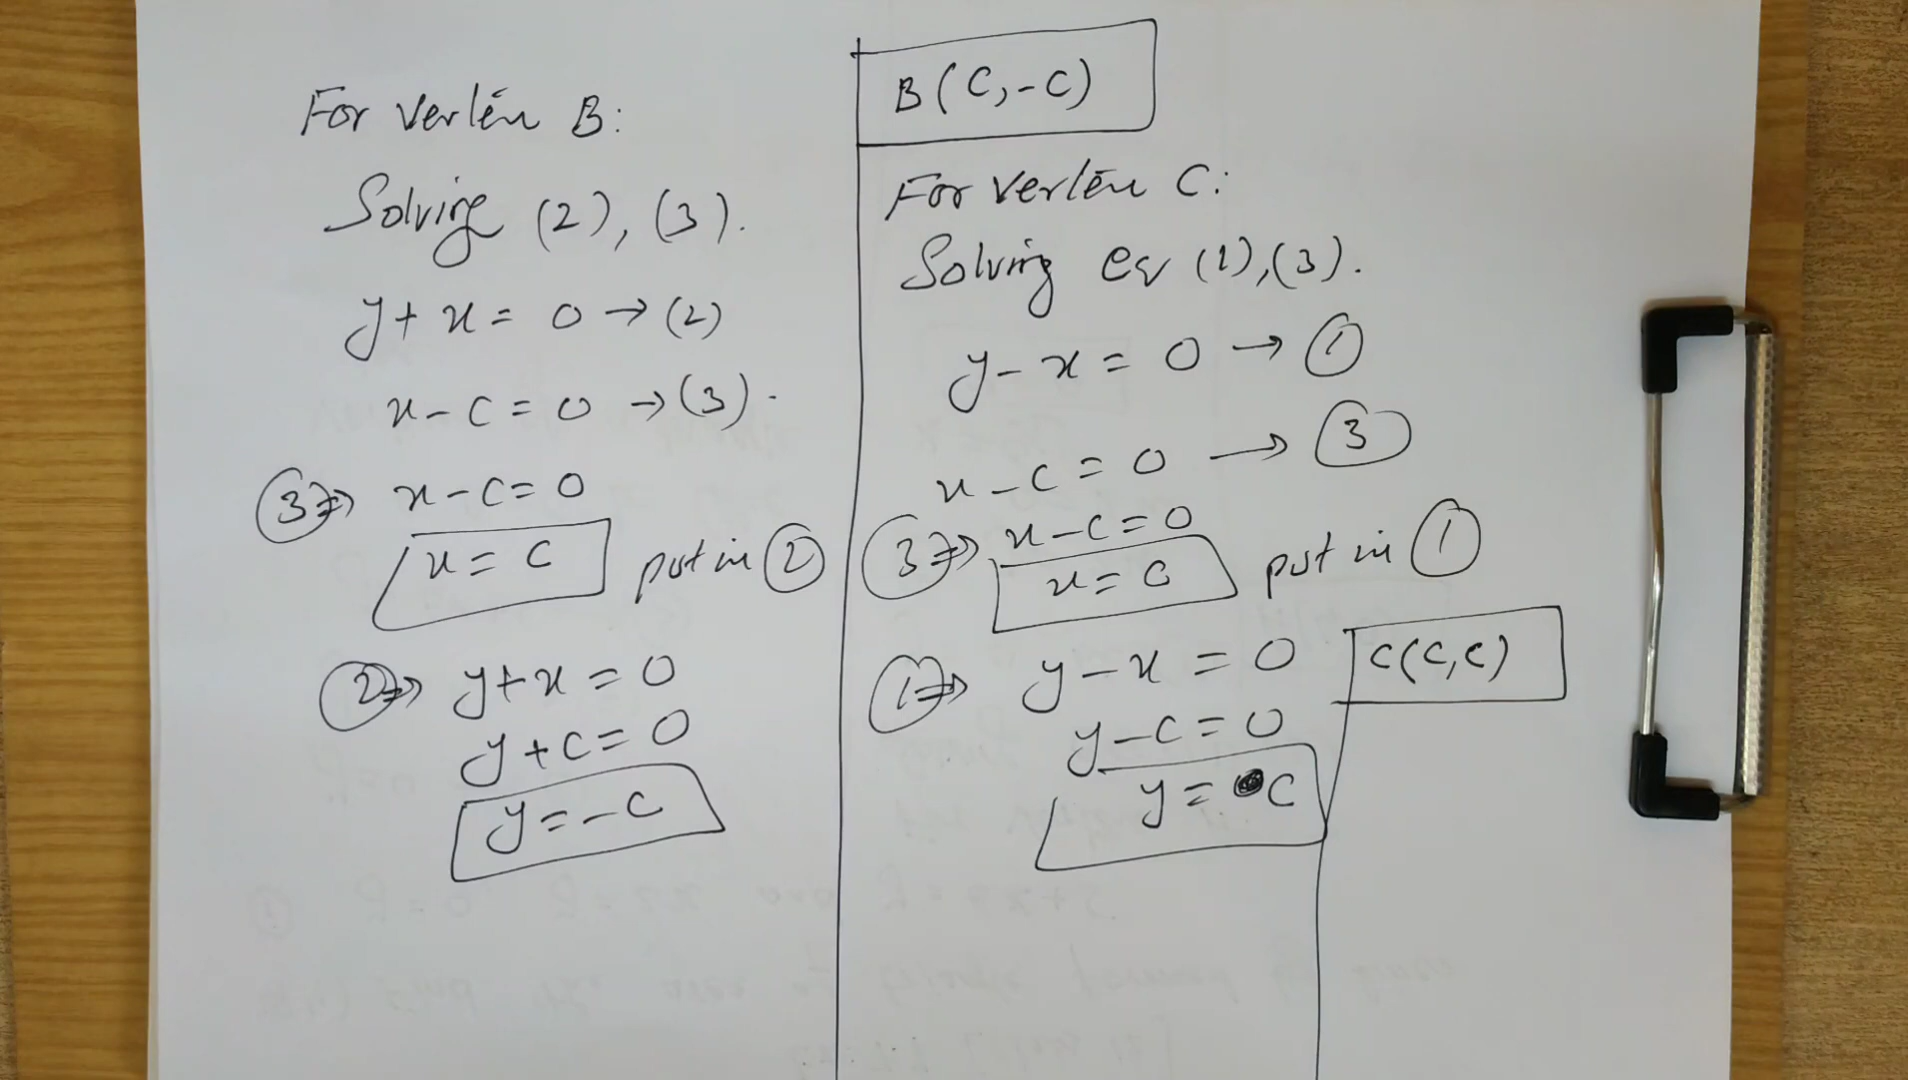 For Vertex B:
Solving (2), (3).
y + x = 0 → (2)
x - c = 0 → (3).
③ ⇒ x - c = 0
x = c put in ②
② ⇒ y + x = 0
y + c = 0
y = - c
B(C, -C)
For Vertex C:
Solving eq (1), (3).
y - x = 0 → ①
x - c = 0 → ③
③ ⇒ x - c = 0
x = c put in ①
① ⇒ y - x = 0
y - c = 0
y = c
C(C, C)